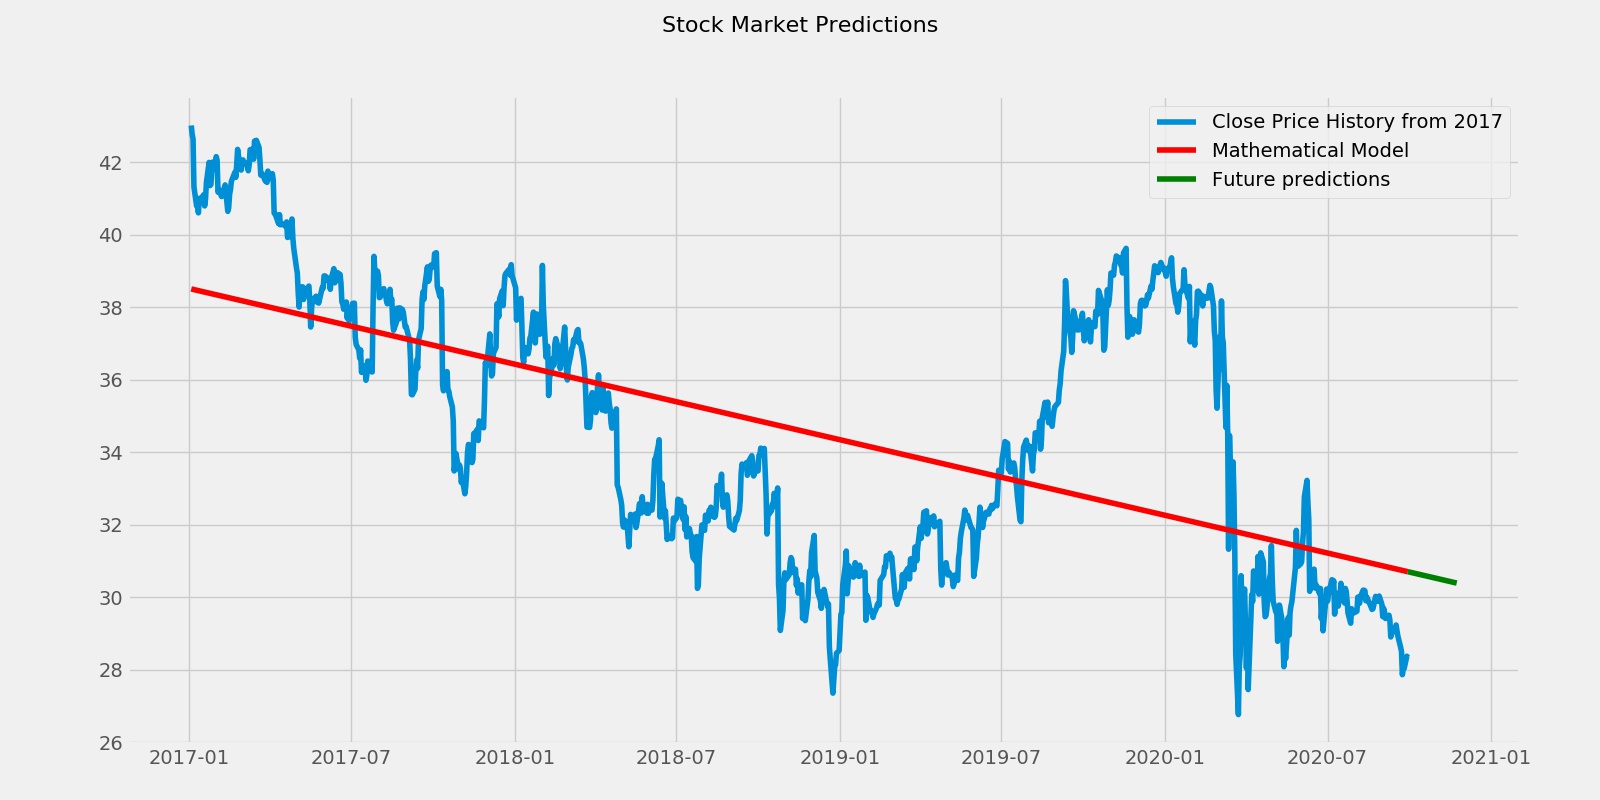 Stock Market Predictions
Close Price History from 2017
Mathematical Model
Future predictions
42
40
38
36
34
32
30
28
26
2017-01 2017-07 2018-01 2018-07 2019-01 2019-07 2020-01 2020-07 2021-01